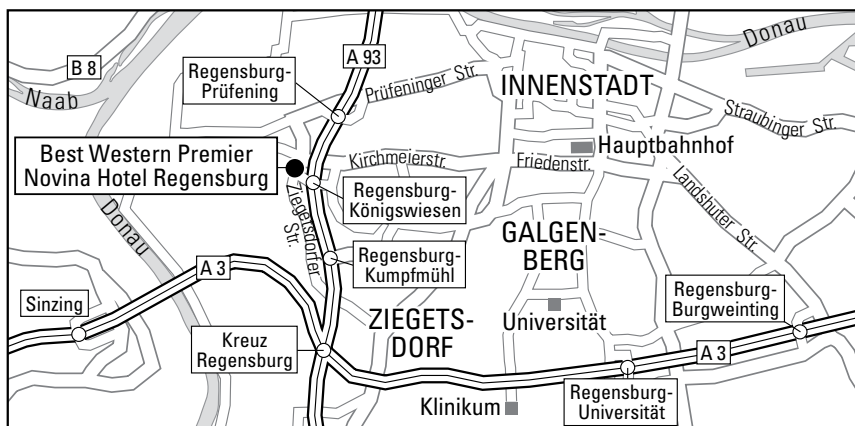 Donau
A 93
B 8
Regensburg-
Prüfening
Prüfeninger Str.
INNENSTADT
Naab
Straubinger Str.
Best Western Premier
Novina Hotel Regensburg
Kirchmeierstr.
Friedenstr.
Hauptbahnhof
Regensburg-
Königswiesen
Ziegetsdorfer
Str.
Landshuter Str.
Donau
GALGEN-
BERG
Regensburg-
Kumpfmühl
A 3
Sinzing
Regensburg-
Burgweinting
ZIEGETS-
DORF
Universität
Kreuz
Regensburg
A 3
Regensburg-
Universität
Klinikum